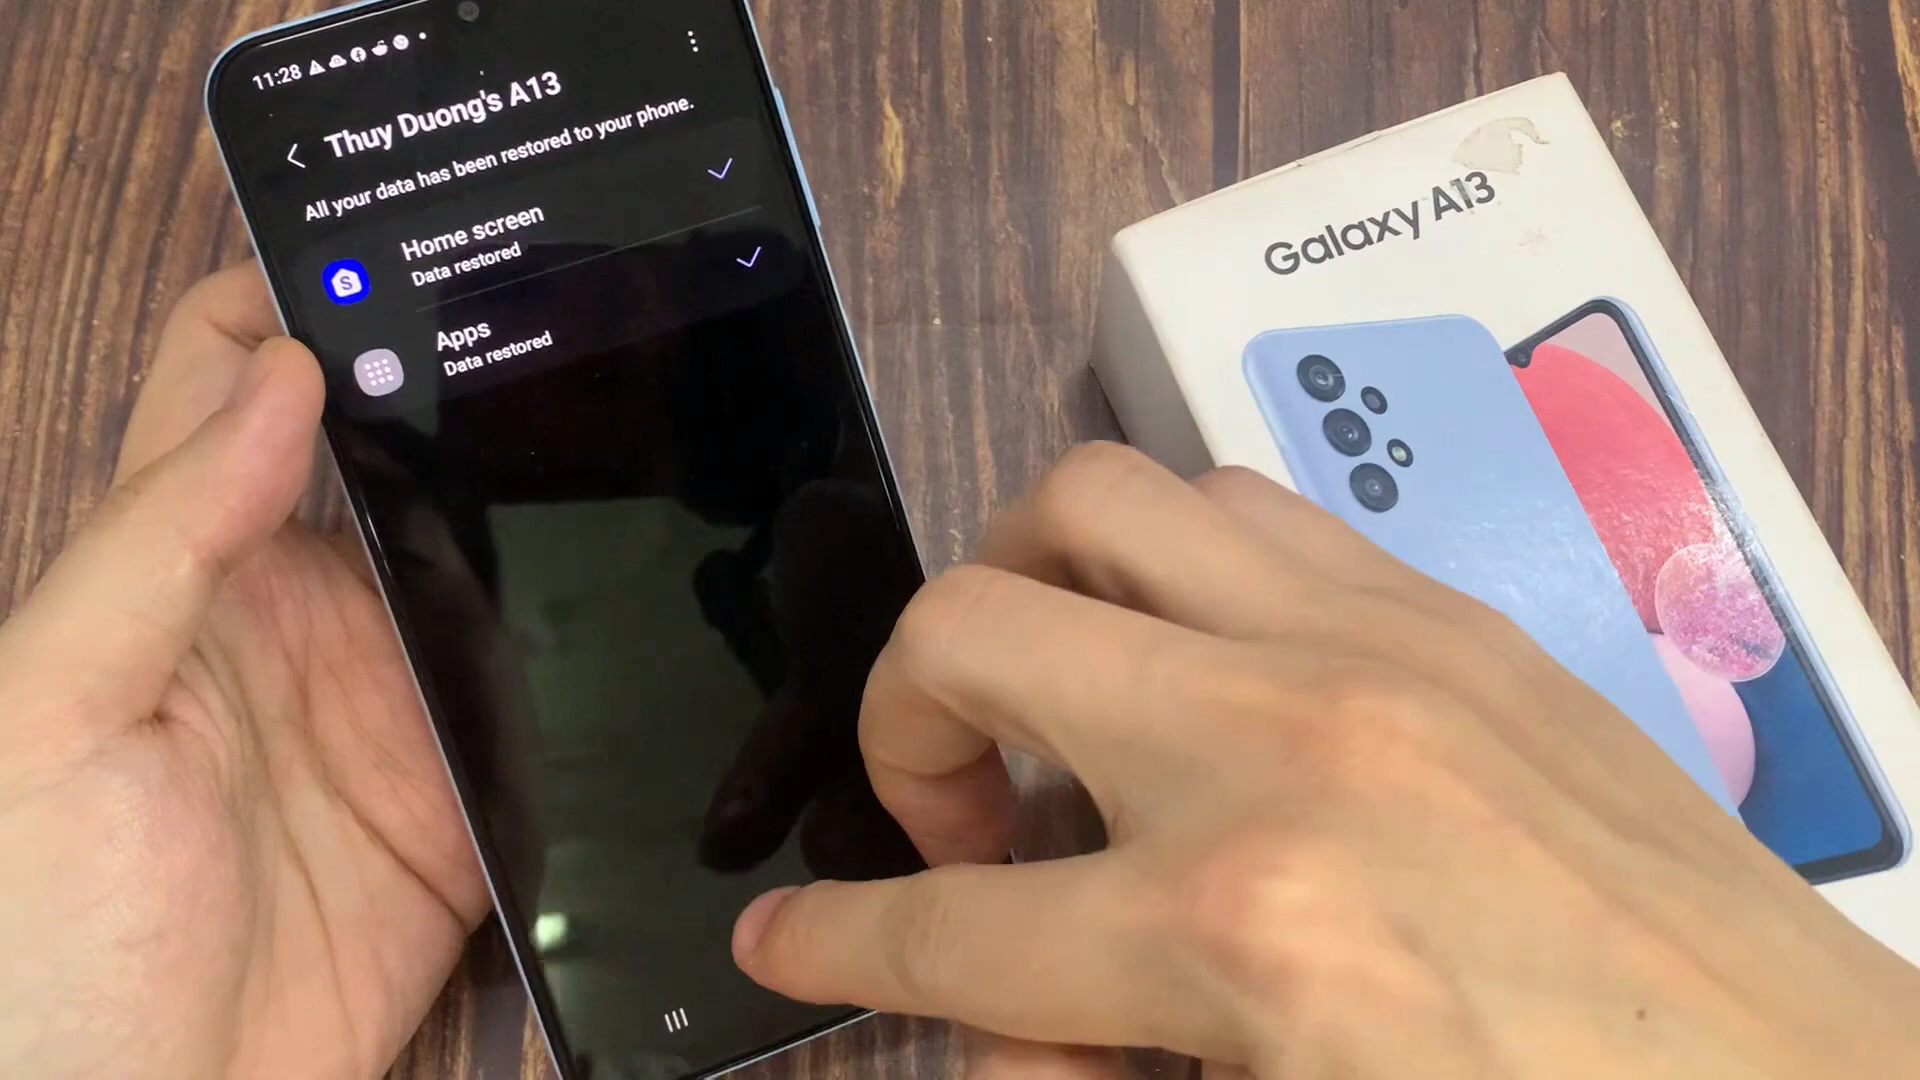 11:28
Thuy Duong's A13
All your data has been restored to your phone.
Home screen
Data restored
Apps
Data restored
Galaxy A13